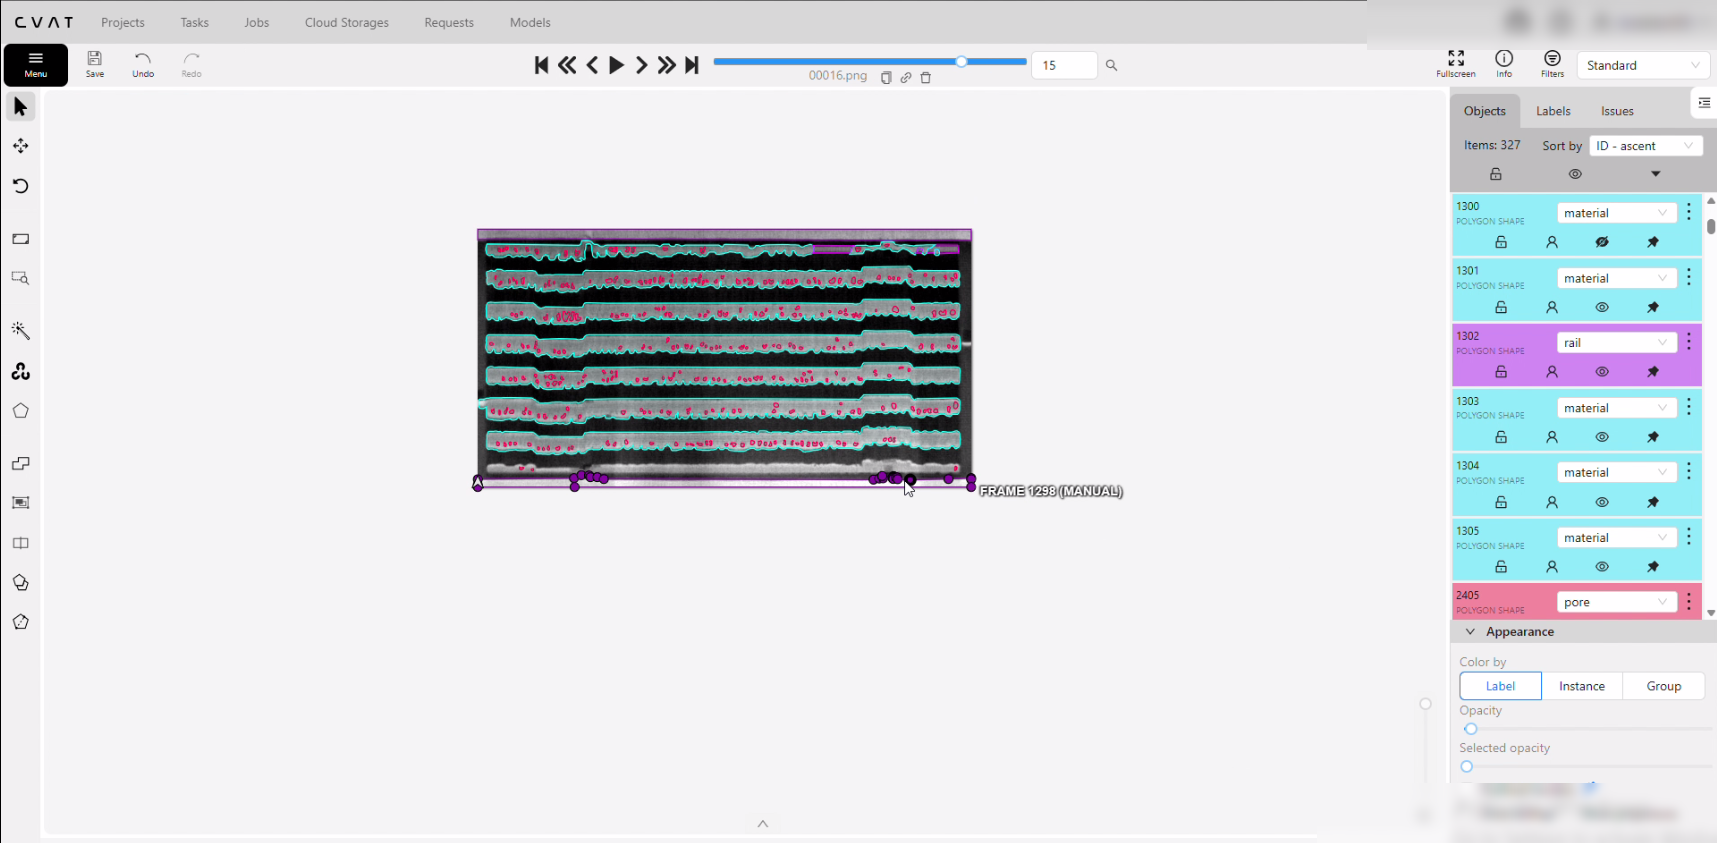 CVAT Projects Tasks Jobs Cloud Storages Requests Models
Menu Save Undo Redo 15 Fullscreen Info Filters Standard
00016.png
Objects Labels Issues
Items: 327 Sort by ID - ascent
1300 material
POLYGON SHAPE
1301 material
POLYGON SHAPE
1302 rail
POLYGON SHAPE
1303 material
POLYGON SHAPE
1304 material
POLYGON SHAPE
1305 material
POLYGON SHAPE
2405 pore
POLYGON SHAPE
FRAME 1298 (MANUAL)
Appearance
Color by
Label Instance Group
Opacity
Selected opacity